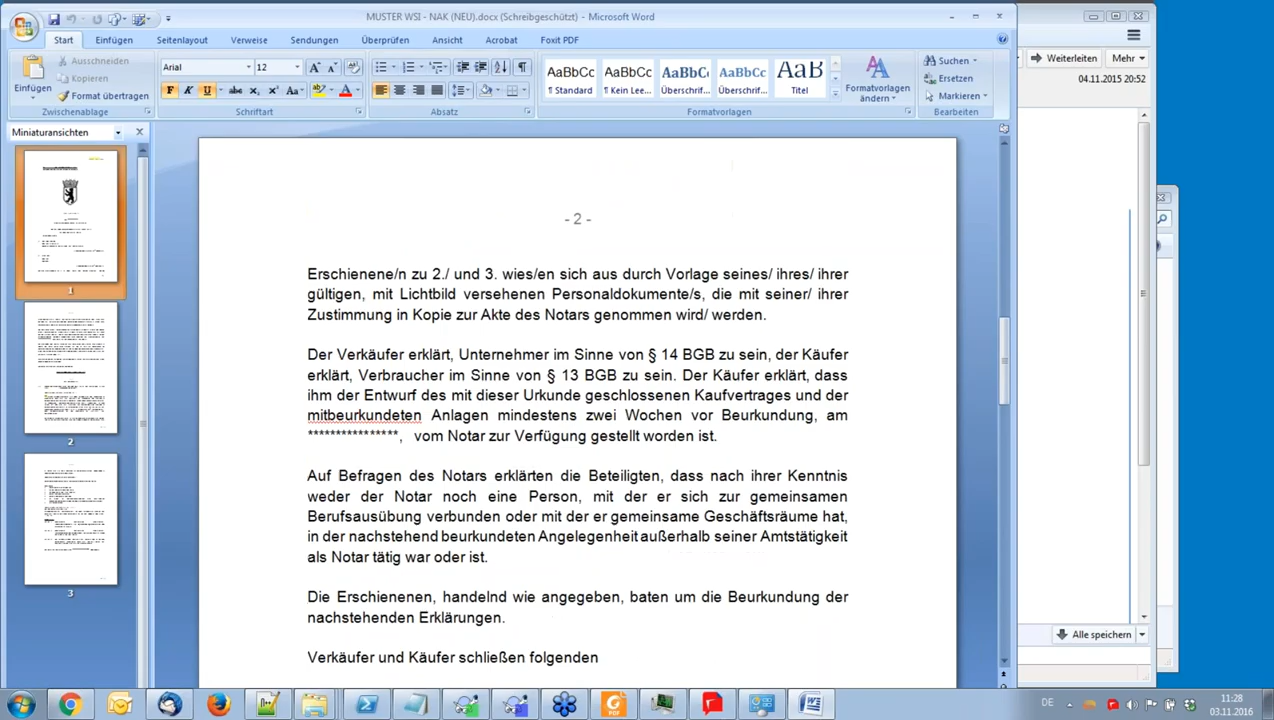 MUSTER WSI - NAK (NEU).docx (Schreibgeschützt) - Microsoft Word
Start Einfügen Seitenlayout Verweise Sendungen Überprüfen Ansicht Acrobat Foxit PDF
Einfügen
Ausschneiden
Kopieren
Format übertragen
Zwischenablage
Arial 12
F K U abc x₂ x² Aa
Schriftart
Absatz
AaBbCc AaBbCc AaBbCc AaBbCc AaB
Standard Kein Lee... Überschrif... Überschrif... Titel
Formatvorlagen ändern
Formatvorlagen
Suchen
Ersetzen
Markieren
Bearbeiten
Weiterleiten Mehr
04.11.2015 20:52
Miniaturansichten
1
2
3
- 2 -
Erschienene/n zu 2./ und 3. wies/en sich aus durch Vorlage seines/ ihres/ ihrer
gültigen, mit Lichtbild versehenen Personaldokumente/s, die mit seiner/ ihrer
Zustimmung in Kopie zur Akte des Notars genommen wird/ werden.
Der Verkäufer erklärt, Unternehmer im Sinne von § 14 BGB zu sein, der Käufer
erklärt, Verbraucher im Sinne von § 13 BGB zu sein. Der Käufer erklärt, dass
ihm der Entwurf des mit dieser Urkunde geschlossenen Kaufvertrages und der
mitbeurkundeten Anlagen mindestens zwei Wochen vor Beurkundung, am
****************, vom Notar zur Verfügung gestellt worden ist.
Auf Befragen des Notars erklärten die Beteiligten, dass nach ihrer Kenntnis
weder der Notar noch eine Person, mit der er sich zur gemeinsamen
Berufsausübung verbunden oder mit der er gemeinsame Geschäftsräume hat,
in der nachstehend beurkundeten Angelegenheit außerhalb seiner Amtstätigkeit
als Notar tätig war oder ist.
Die Erschienenen, handelnd wie angegeben, baten um die Beurkundung der
nachstehenden Erklärungen.
Verkäufer und Käufer schließen folgenden
Alle speichern
DE
11:28
03.11.2016